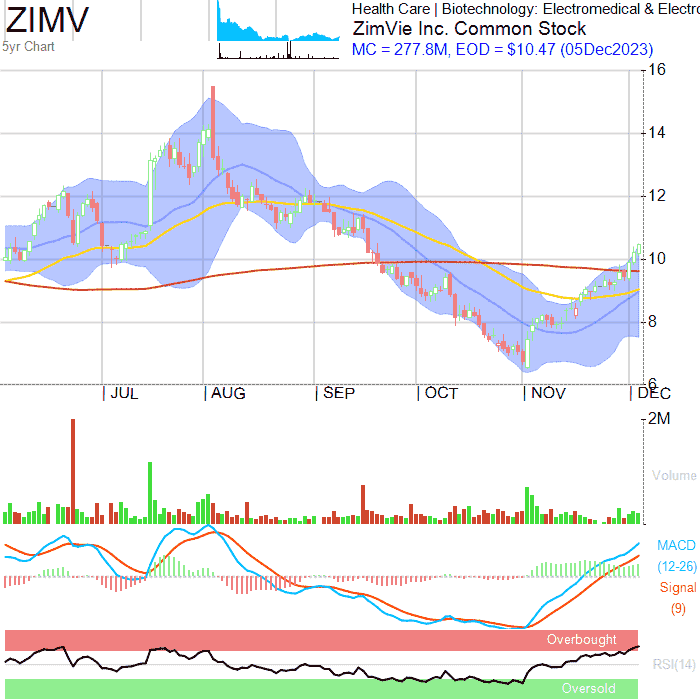 ZIMV
5yr Chart
Health Care | Biotechnology: Electromedical & Electro
ZimVie Inc. Common Stock
MC = 277.8M, EOD = $10.47 (05Dec2023)
16
14
12
10
8
6
JUL AUG SEP OCT NOV DEC
2M
Volume
MACD
(12-26)
Signal
(9)
Overbought
RSI(14)
Oversold